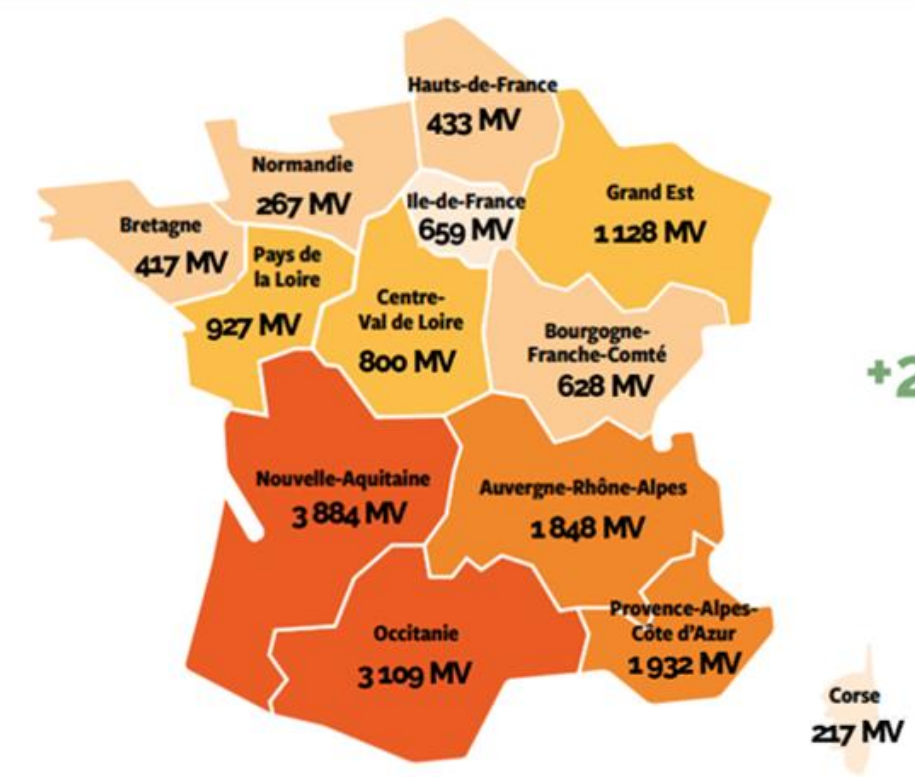 Hauts-de-France
433 MV
Normandie
267 MV
Ile-de-France
659 MV
Grand Est
1 128 MV
Bretagne
417 MV
Pays de
la Loire
927 MV
Centre-
Val de Loire
800 MV
Bourgogne-
Franche-Comté
628 MV
+2
Nouvelle-Aquitaine
3 884 MV
Auvergne-Rhône-Alpes
1 848 MV
Occitanie
3 109 MV
Provence-Alpes-
Côte d'Azur
1 932 MV
Corse
217 MV